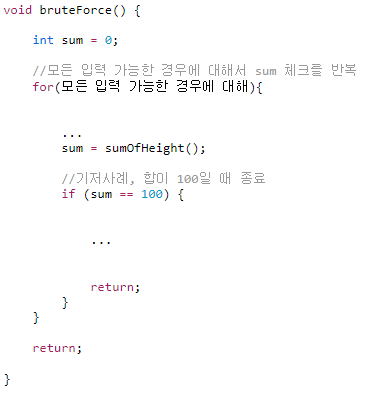 void bruteForce() {
int sum = 0;
//모든 입력 가능한 경우에 대해서 sum 체크를 반복
for(모든 입력 가능한 경우에 대해){
...
sum = sumOfHeight();
//기저사례, 합이 100일 때 종료
if (sum == 100) {
...
return;
}
}
return;
}